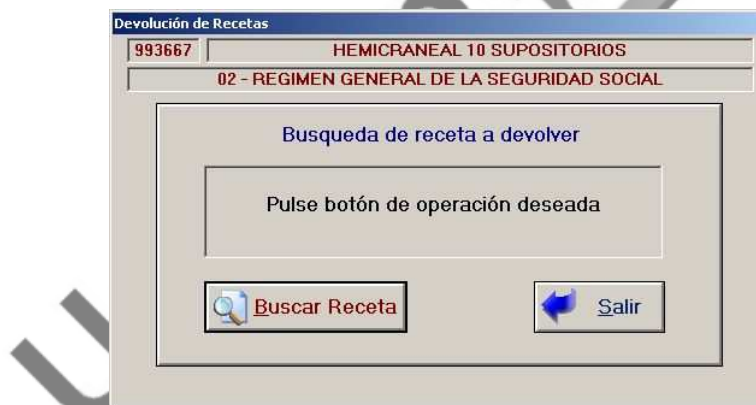 Devolución de Recetas
993667 HEMICRANEAL 10 SUPOSITORIOS
02 - REGIMEN GENERAL DE LA SEGURIDAD SOCIAL
Busqueda de receta a devolver
Pulse botón de operación deseada
Buscar Receta Salir